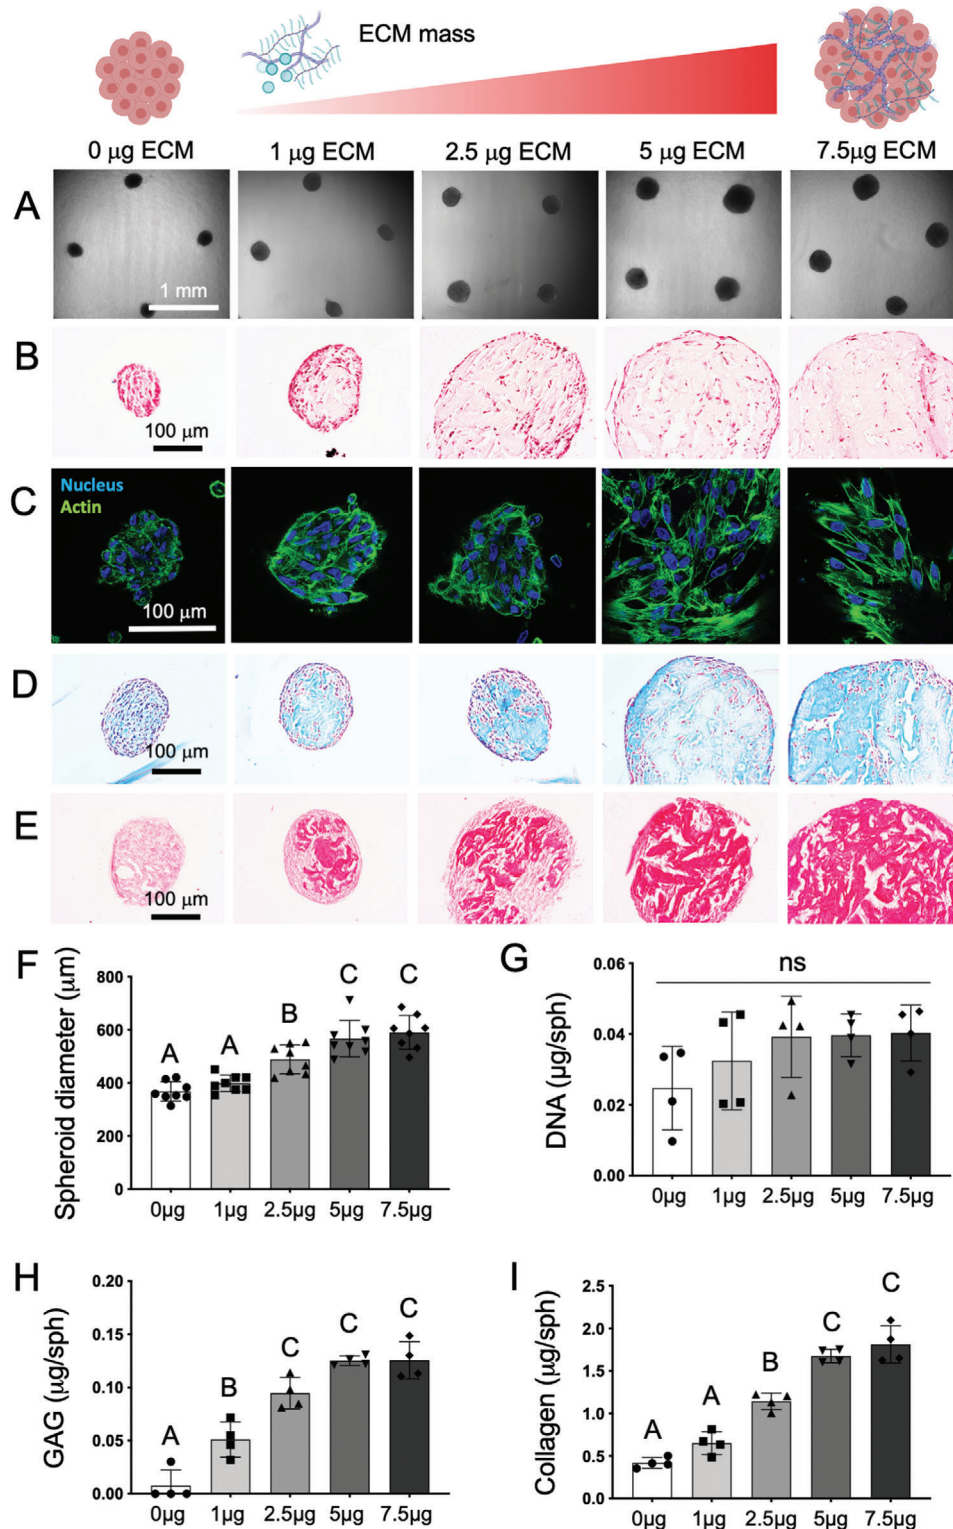 ECM mass
0 µg ECM
1 µg ECM
2.5 µg ECM
5 µg ECM
7.5µg ECM
A
1 mm
B
100 µm
C
Nucleus
Actin
100 µm
D
100 µm
E
100 µm
F
Spheroid diameter (µm)
800
600
400
200
0
A
A
B
C
C
0µg
1µg
2.5µg
5µg
7.5µg
G
DNA (µg/sph)
0.06
0.04
0.02
0.00
ns
0µg
1µg
2.5µg
5µg
7.5µg
H
GAG (µg/sph)
0.20
0.15
0.10
0.05
0.00
A
B
C
C
C
0µg
1µg
2.5µg
5µg
7.5µg
I
Collagen (µg/sph)
2.5
2.0
1.5
1.0
0.5
0.0
A
A
B
C
C
0µg
1µg
2.5µg
5µg
7.5µg